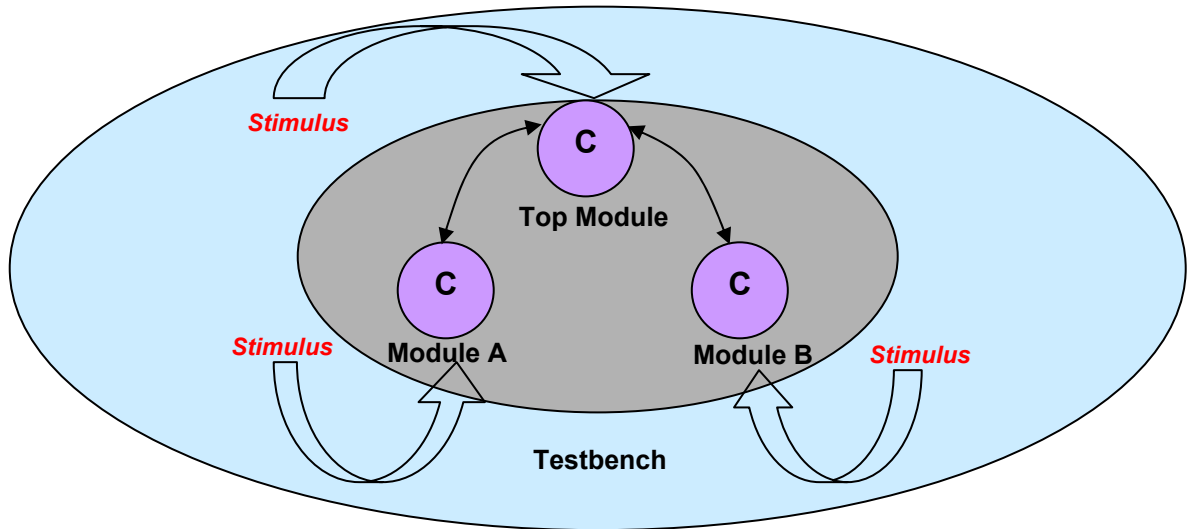 Stimulus
C
Top Module
C
C
Stimulus
Module A
Module B
Stimulus
Testbench